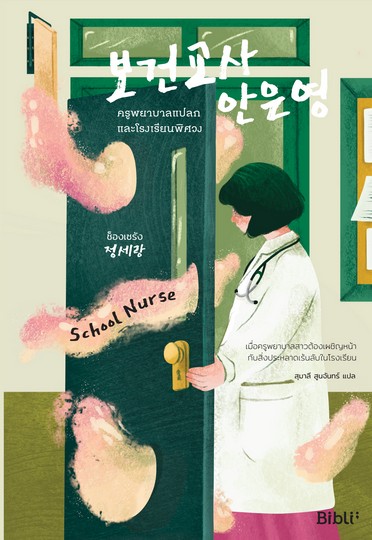 보건교사
안은영
ครูพยาบาลแปลก
และโรงเรียนพิศวง
ช็องเซรัง
정세랑
School Nurse
เมื่อครูพยาบาลสาวต้องเผชิญหน้า
กับสิ่งประหลาดเร้นลับในโรงเรียน
สุมาลี สูนจันทร์ แปล
Bibli